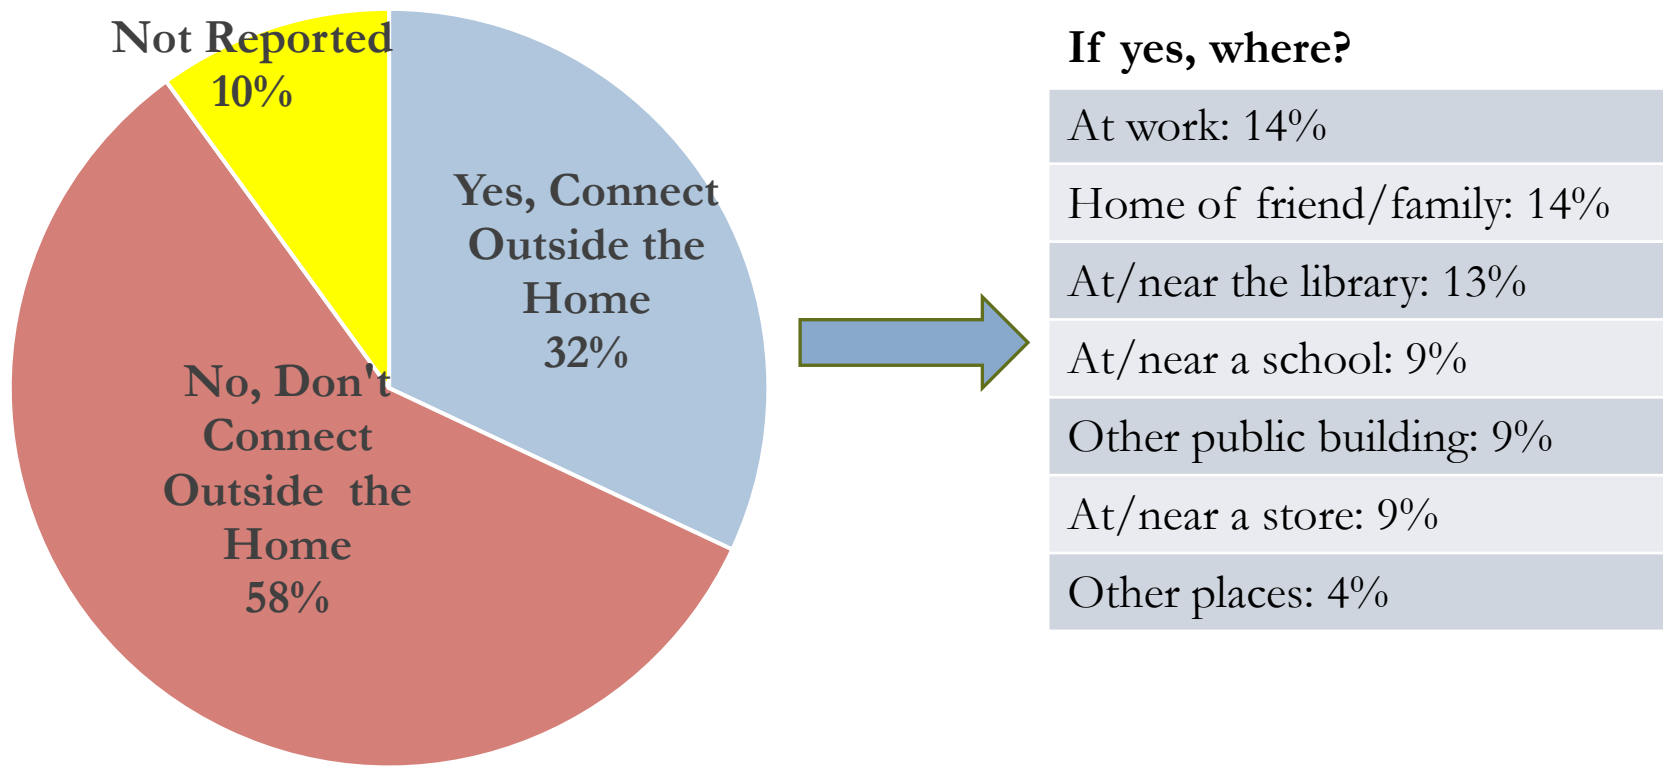 Not Reported
10%
Yes, Connect
Outside the
Home
32%
No, Don't
Connect
Outside the
Home
58%
If yes, where?
At work: 14%
Home of friend/family: 14%
At/near the library: 13%
At/near a school: 9%
Other public building: 9%
At/near a store: 9%
Other places: 4%